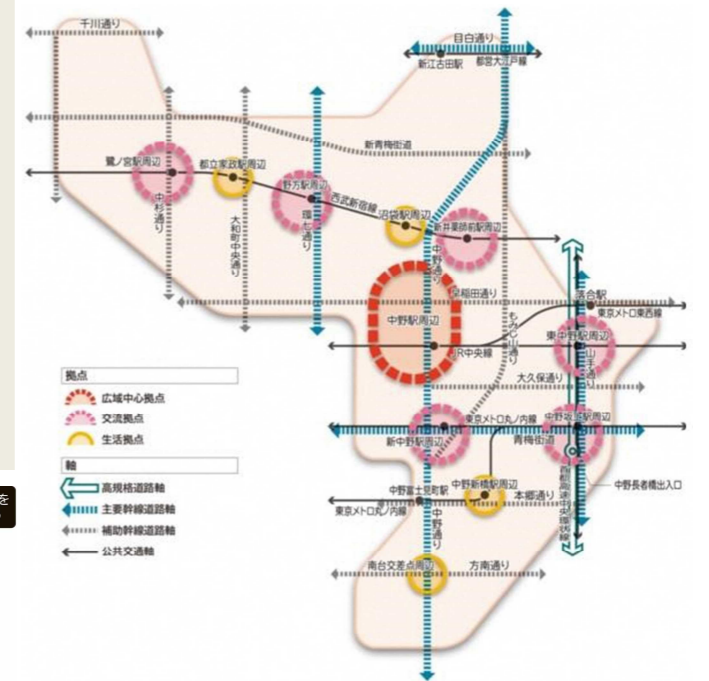 千川通り
目白通り
新江古田駅
都営大江戸線
新青梅街道
鷺ノ宮駅周辺
都立家政駅周辺
野方駅周辺
西武新宿線
沼袋駅周辺
新井薬師前駅周辺
中杉通り
大和町中央通り
環七通り
中野通り
早稲田通り
落合駅
東京メトロ東西線
中野駅周辺
もみじ山通り
東中野駅周辺
JR中央線
山手通り
大久保通り
拠点
広域中心拠点
交流拠点
生活拠点
東京メトロ丸ノ内線
中野坂上駅周辺
新中野駅周辺
青梅街道
軸
高規格道路軸
主要幹線道路軸
補助幹線道路軸
公共交通軸
中野新橋駅周辺
中野富士見町駅
本郷通り
中野長者橋出入口
東京メトロ丸ノ内線
中野通り
首都高速中央環状線
南台交差点周辺
方南通り
を